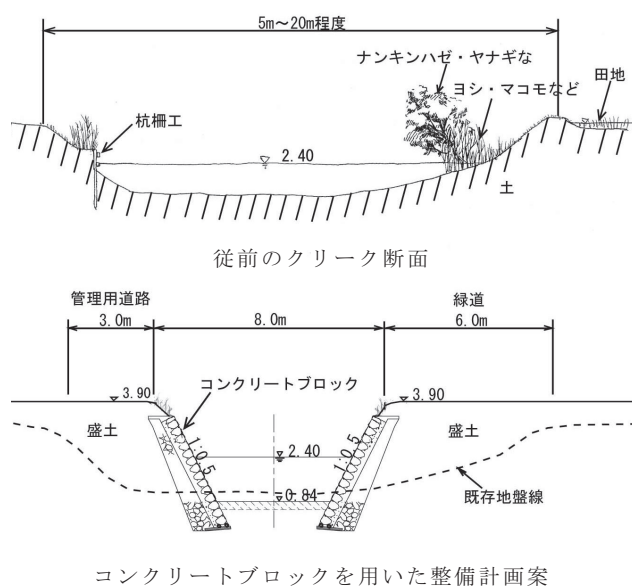 5m~20m程度
ナンキンハゼ・ヤナギな
ヨシ・マコモなど
田地
杭柵工
2.40
土
従前のクリーク断面
管理用道路
緑道
3.0m
8.0m
6.0m
コンクリートブロック
3.90
3.90
盛土
盛土
1:0.5
1:0.5
2.40
0.84
既存地盤線
コンクリートブロックを用いた整備計画案